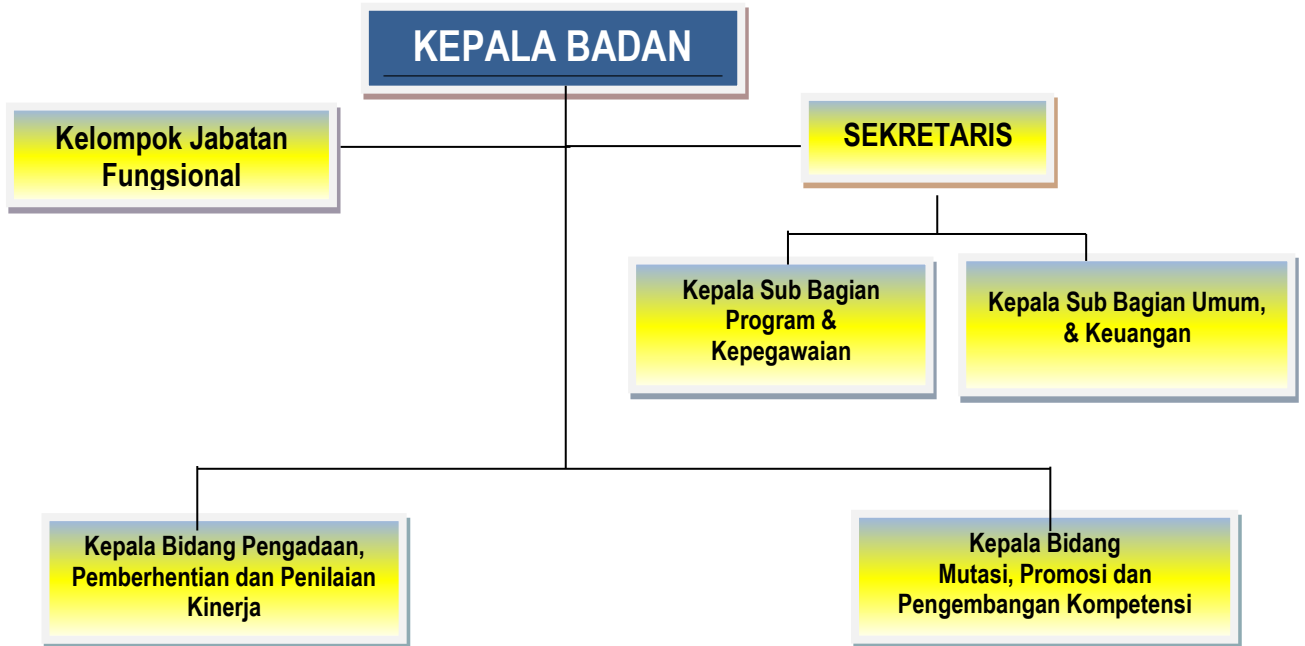 KEPALA BADAN
Kelompok Jabatan
Fungsional
SEKRETARIS
Kepala Sub Bagian
Program &
Kepegawaian
Kepala Sub Bagian Umum,
& Keuangan
Kepala Bidang Pengadaan,
Pemberhentian dan Penilaian
Kinerja
Kepala Bidang
Mutasi, Promosi dan
Pengembangan Kompetensi